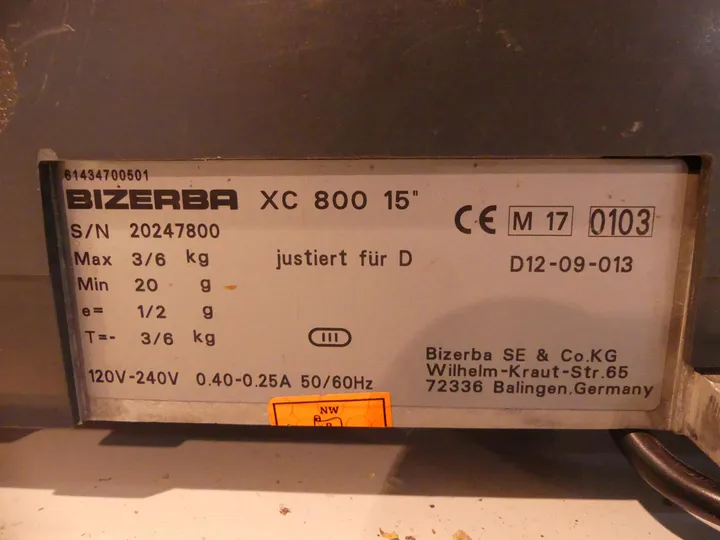 61434700501
BIZERBA XC 800 15"
CE M 17 0103
S/N 20247800
Max 3/6 kg justiert für D D12-09-013
Min 20 g
e= 1/2 g
T=- 3/6 kg
III
Bizerba SE & Co.KG
Wilhelm-Kraut-Str.65
72336 Balingen,Germany
120V-240V 0.40-0.25A 50/60Hz
NW